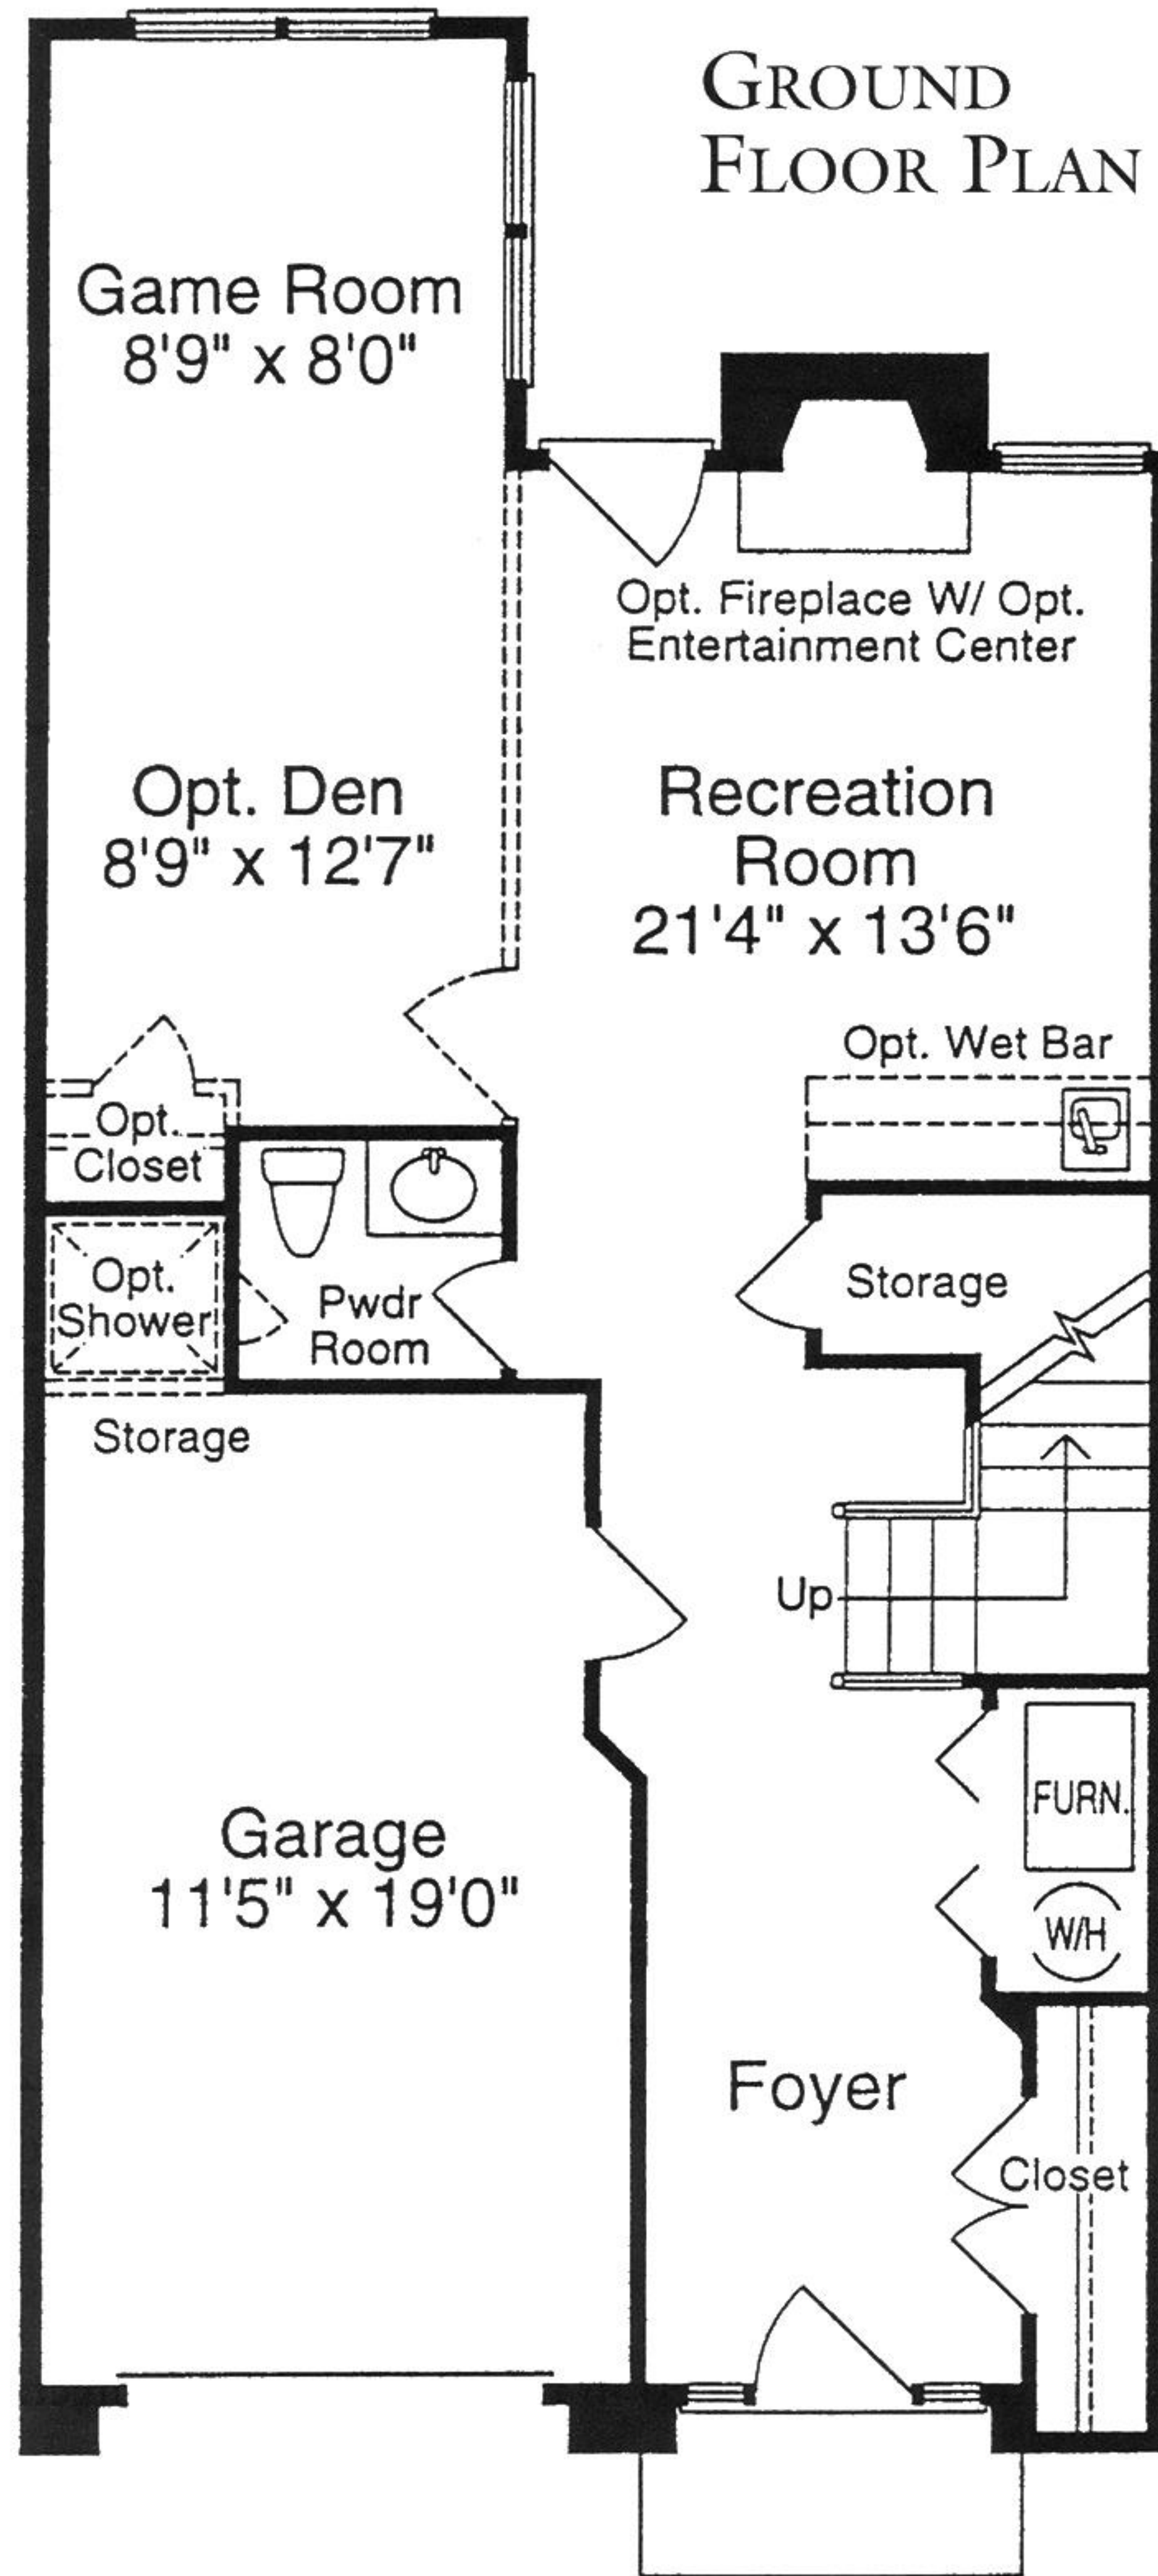 GROUND
FLOOR PLAN
Game Room
8'9" x 8'0"
Opt. Fireplace W/ Opt.
Entertainment Center
Opt. Den
8'9" x 12'7"
Recreation
Room
21'4" x 13'6"
Opt. Wet Bar
Opt.
Closet
Opt.
Shower
Pwdr
Room
Storage
Storage
Up
FURN.
W/H
Garage
11'5" x 19'0"
Foyer
Closet